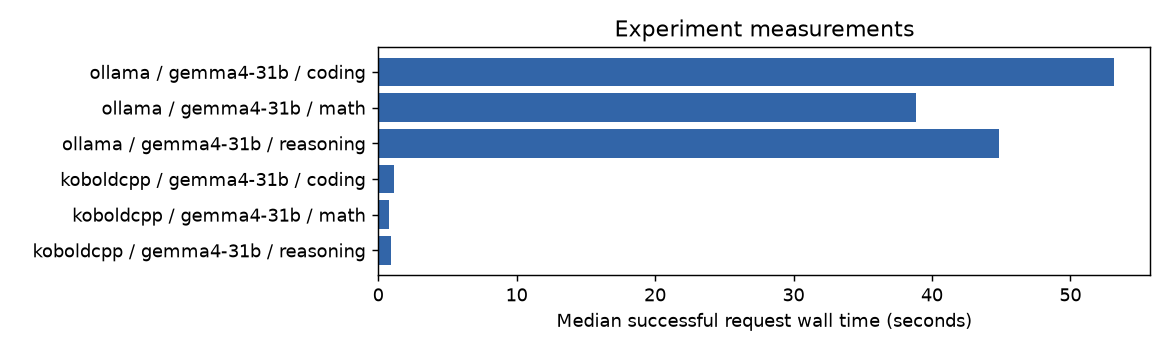 Experiment measurements
ollama / gemma4-31b / coding
ollama / gemma4-31b / math
ollama / gemma4-31b / reasoning
koboldcpp / gemma4-31b / coding
koboldcpp / gemma4-31b / math
koboldcpp / gemma4-31b / reasoning
0 10 20 30 40 50
Median successful request wall time (seconds)